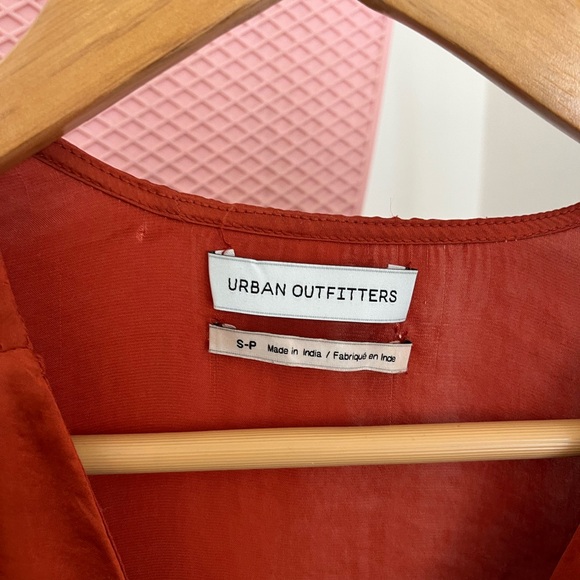 URBAN OUTFITTERS
S-P Made in India / Fabriqué en Inde